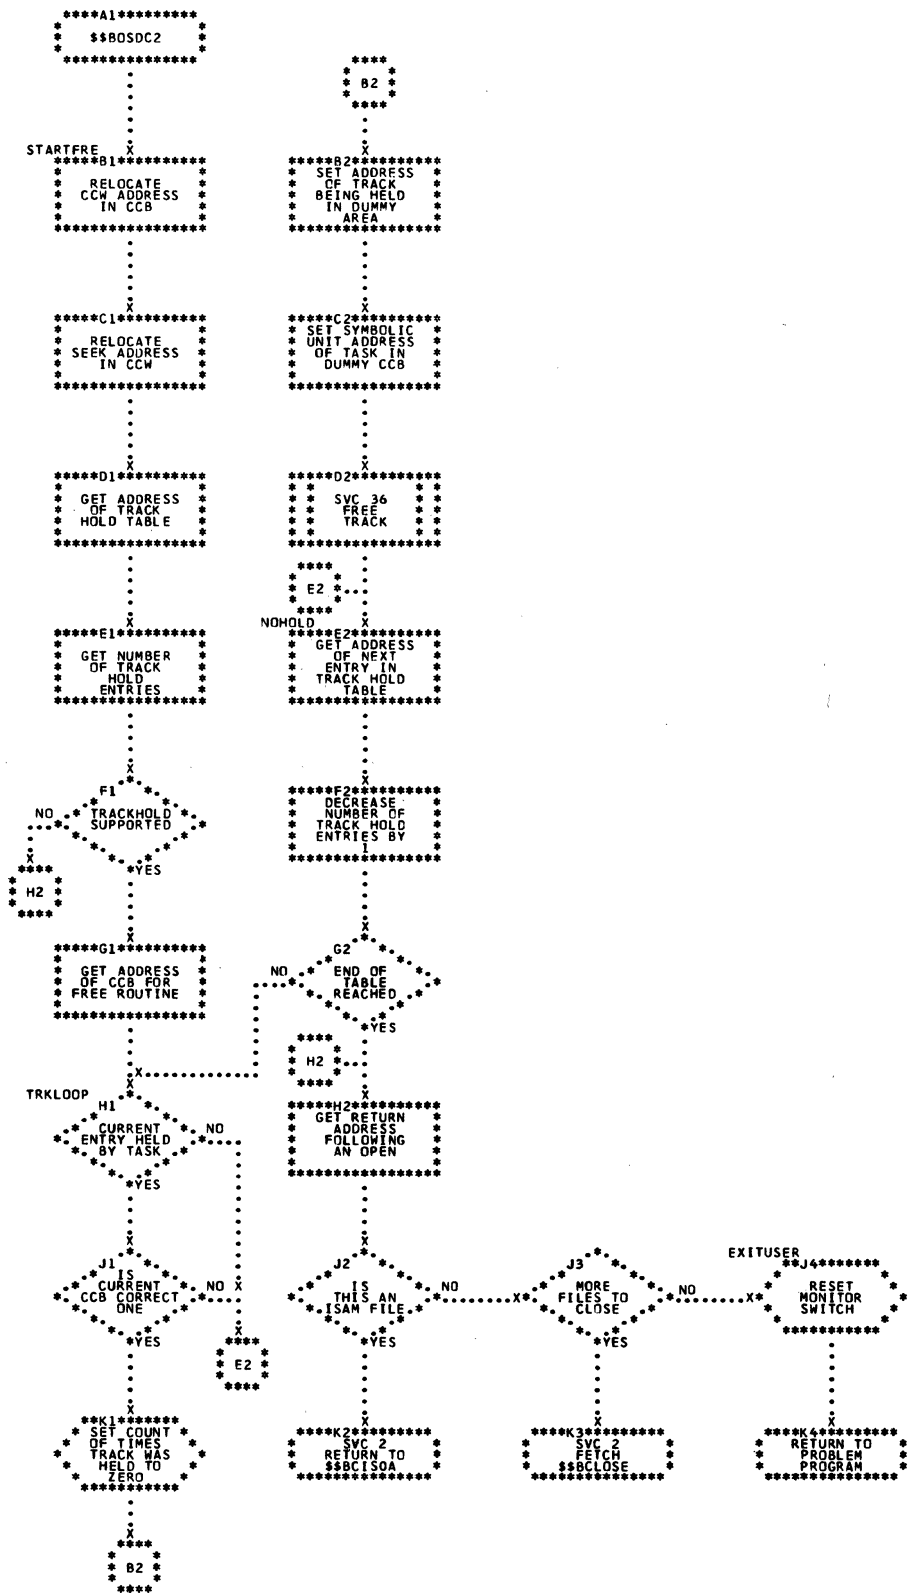 A1
$$BOSDC2
B2
STARTFRE
B1
RELOCATE
CCW ADDRESS
IN CCB
B2
SET ADDRESS
OF TRACK
BEING HELD
IN DUMMY
AREA
C1
RELOCATE
SEEK ADDRESS
IN CCW
C2
SET SYMBOLIC
UNIT ADDRESS
OF TASK IN
DUMMY CCB
D1
GET ADDRESS
OF TRACK
HOLD TABLE
D2
SVC 36
FREE
TRACK
E2
NOHOLD
E1
GET NUMBER
OF TRACK
HOLD
ENTRIES
E2
GET ADDRESS
OF NEXT
ENTRY IN
TRACK HOLD
TABLE
F1
TRACKHOLD
SUPPORTED
NO
YES
H2
F2
DECREASE
NUMBER OF
TRACK HOLD
ENTRIES BY
1
G1
GET ADDRESS
OF CCB FOR
FREE ROUTINE
G2
END OF
TABLE
REACHED
NO
YES
H2
TRKLOOP
H1
CURRENT
ENTRY HELD
BY TASK
NO
YES
H2
GET RETURN
ADDRESS
FOLLOWING
AN OPEN
J1
IS
CURRENT
CCB CORRECT
ONE
NO
YES
E2
J2
IS
THIS AN
ISAM FILE
NO
YES
J3
MORE
FILES TO
CLOSE
NO
YES
EXITUSER
J4
RESET
MONITOR
SWITCH
K1
SET COUNT
OF TIMES
TRACK WAS
HELD TO
ZERO
K2
SVC 2
RETURN TO
$$BCISOA
K3
SVC 2
FETCH
$$BCLOSE
K4
RETURN TO
PROBLEM
PROGRAM
B2